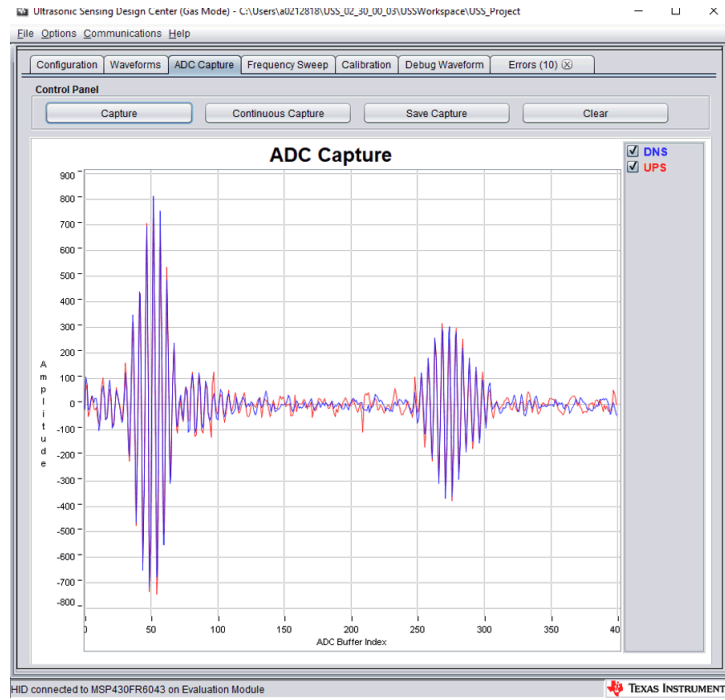 Ultrasonic Sensing Design Center (Gas Mode) - C:\Users\a0212818\USS_02_30_00_03\USSWorkspace\USS_Project
File Options Communications Help
Configuration Waveforms ADC Capture Frequency Sweep Calibration Debug Waveform Errors (10)
Control Panel
Capture Continuous Capture Save Capture Clear
ADC Capture
DNS
UPS
900
800
700
600
500
400
300
200
100
0
-100
-200
-300
-400
-500
-600
-700
-800
Amplitude
0 50 100 150 200 250 300 350 40
ADC Buffer Index
HID connected to MSP430FR6043 on Evaluation Module
TEXAS INSTRUMENT